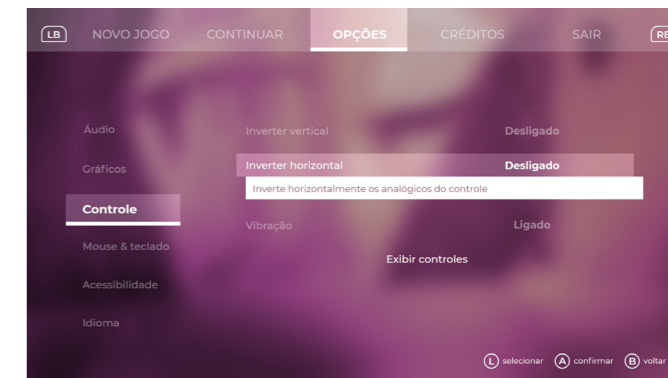 LB NOVO JOGO CONTINUAR OPÇÕES CRÉDITOS SAIR
Áudio
Gráficos
Controle
Mouse & teclado
Acessibilidade
Idioma
Inverter vertical Desligado
Inverter horizontal Desligado
Inverte horizontalmente os analógicos do controle
Vibração Ligado
Exibir controles
L selecionar A confirmar B voltar